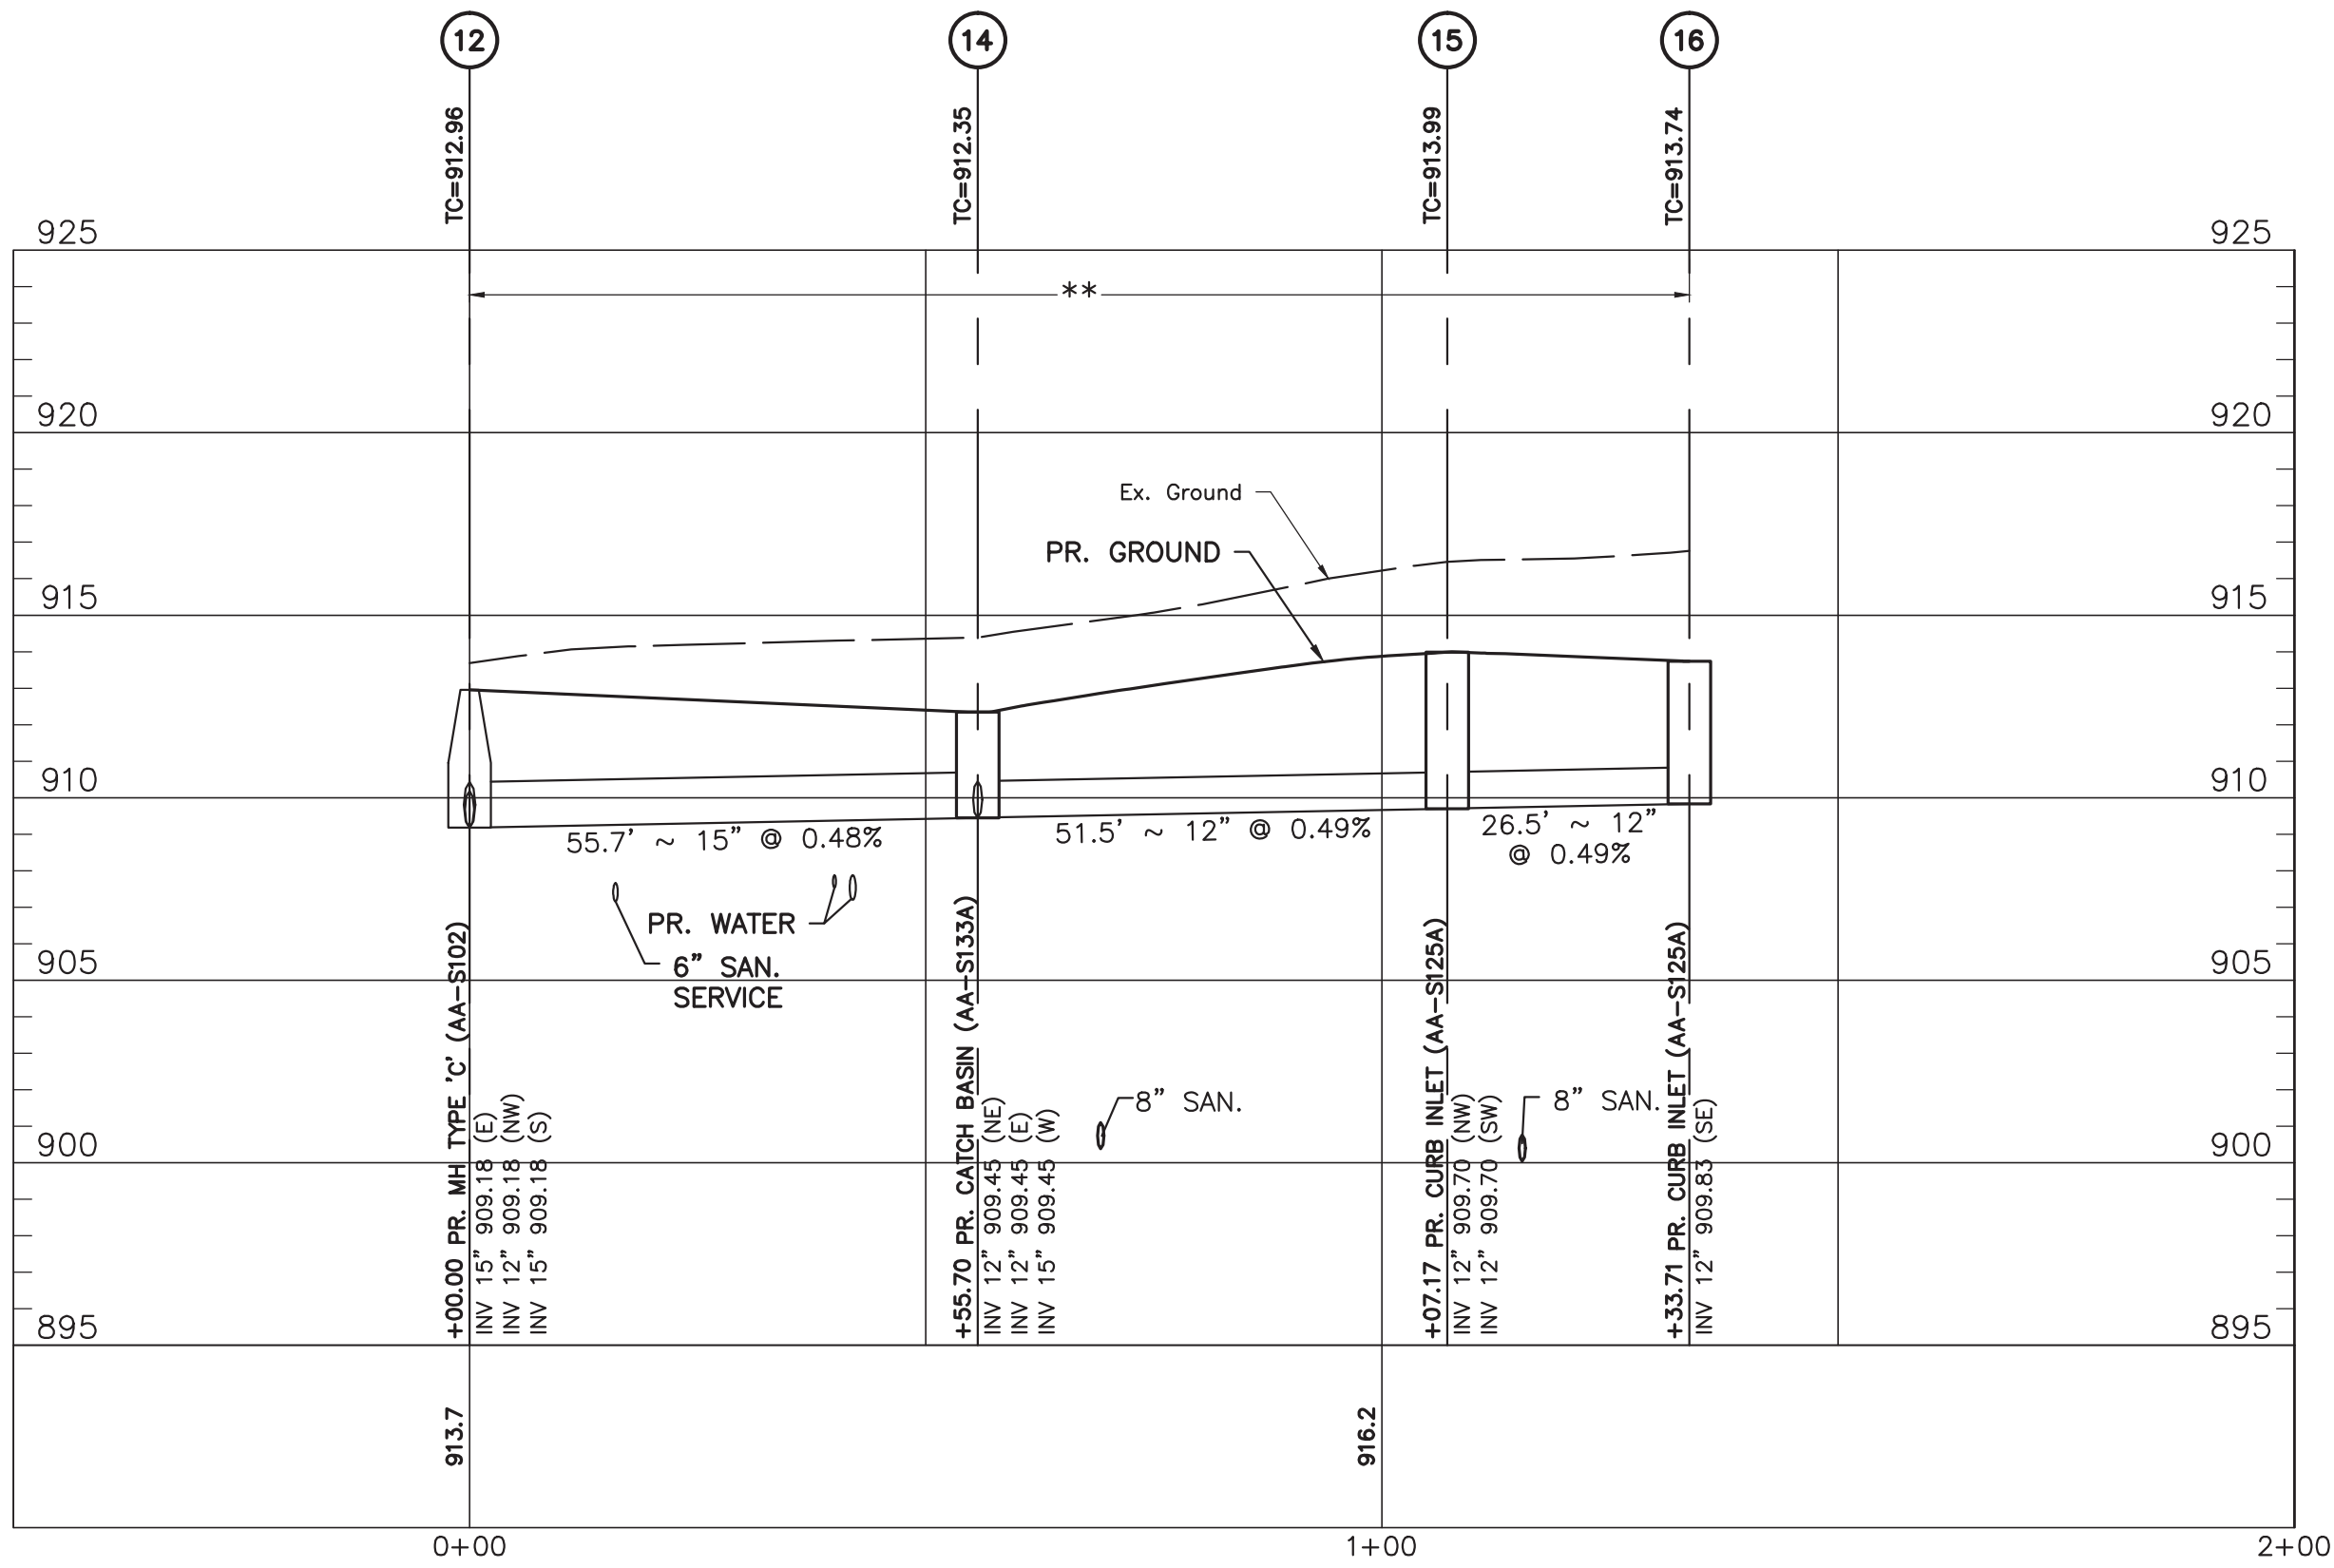 12
14
15
16
TC=912.96
TC=912.35
TC=913.99
TC=913.74
925
925
**
920
920
Ex. Ground
PR. GROUND
915
915
910
910
55.7' ~ 15" @ 0.48%
51.5' ~ 12" @ 0.49%
26.5' ~ 12"
@ 0.49%
PR. WATER
6" SAN.
SERVICE
905
905
8" SAN.
8" SAN.
900
900
+00.00 PR. MH TYPE 'C' (AA-S102)
INV 15" 909.18 (E)
INV 12" 909.18 (NW)
INV 15" 909.18 (S)
+55.70 PR. CATCH BASIN (AA-S133A)
INV 12" 909.45 (NE)
INV 12" 909.45 (E)
INV 15" 909.45 (W)
+07.17 PR. CURB INLET (AA-S125A)
INV 12" 909.70 (NW)
INV 12" 909.70 (SW)
+33.71 PR. CURB INLET (AA-S125A)
INV 12" 909.83 (SE)
895
895
913.7
916.2
0+00
1+00
2+00